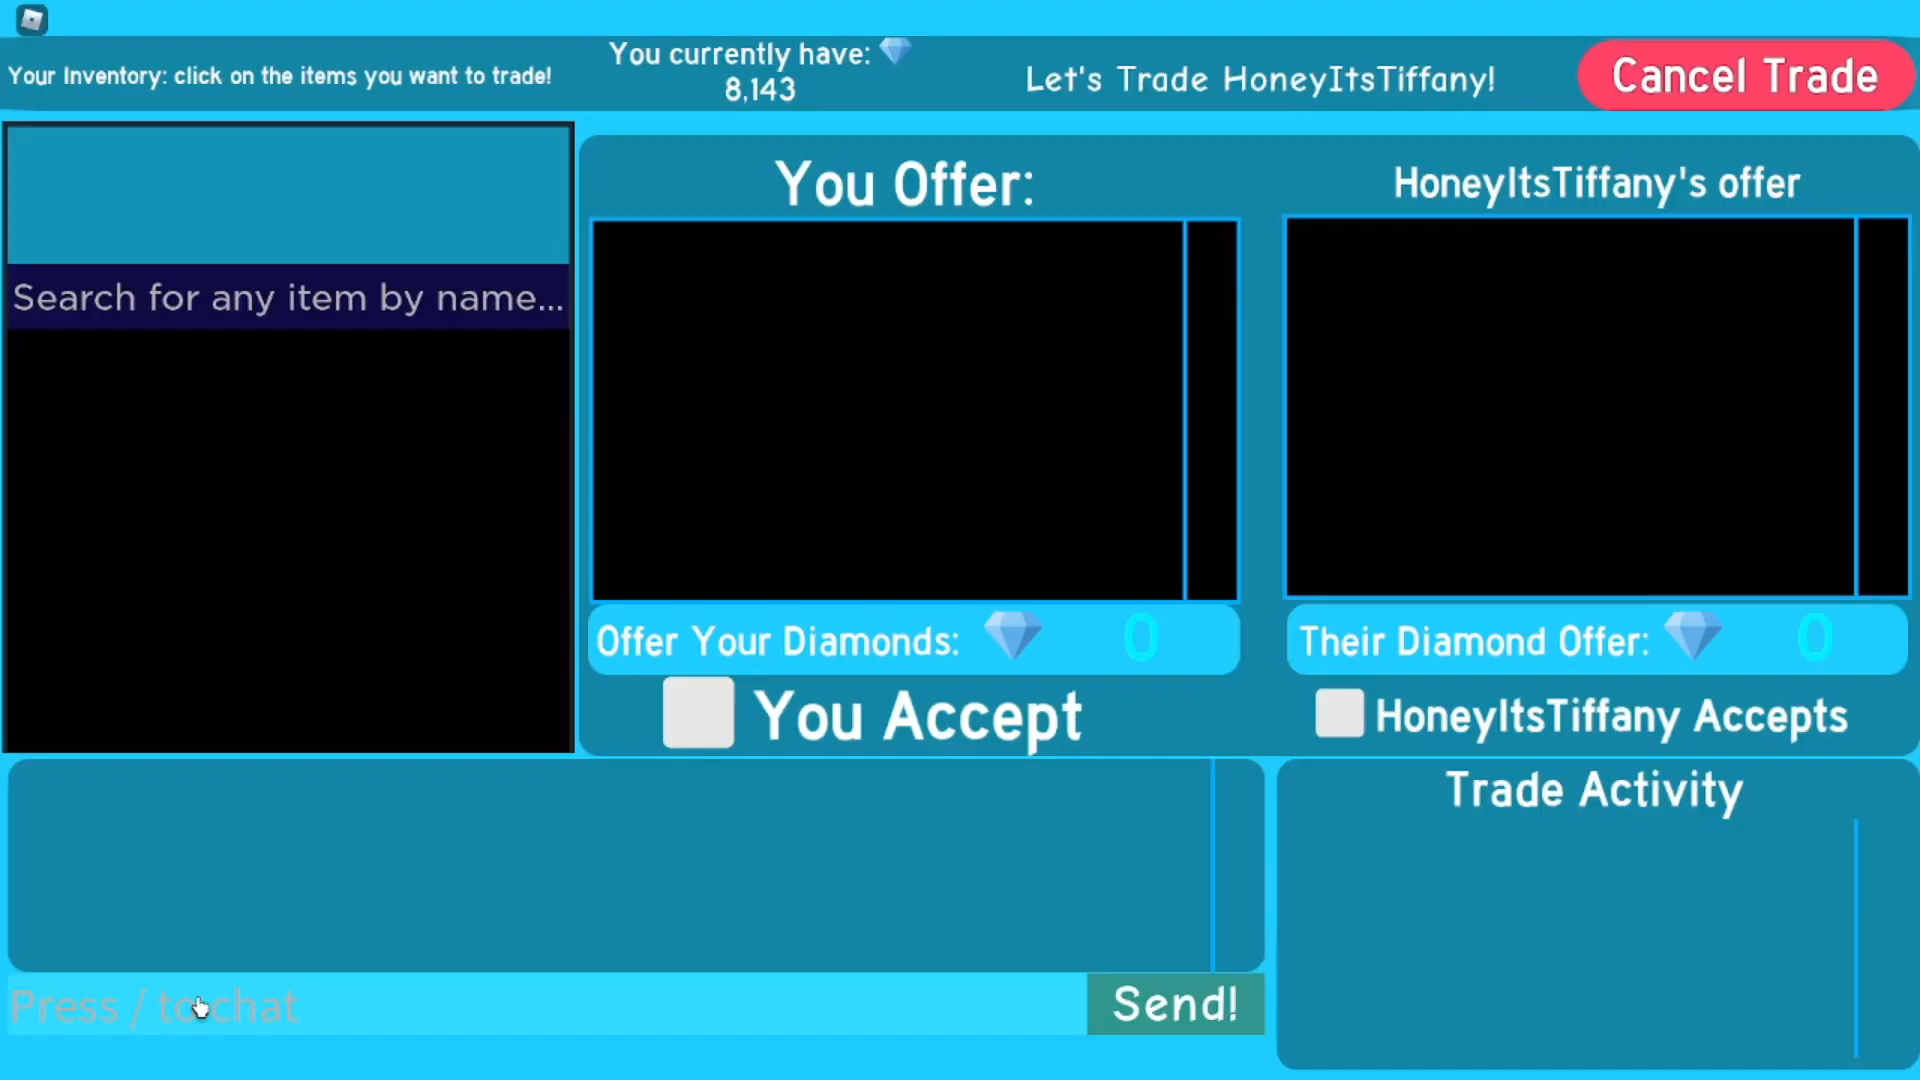 Your Inventory: click on the items you want to trade!
You currently have:
8,143
Let's Trade HoneyItsTiffany!
Cancel Trade
Search for any item by name...
You Offer:
HoneyItsTiffany's offer
Offer Your Diamonds: 0
Their Diamond Offer: 0
You Accept
HoneyItsTiffany Accepts
Trade Activity
Press / to chat
Send!